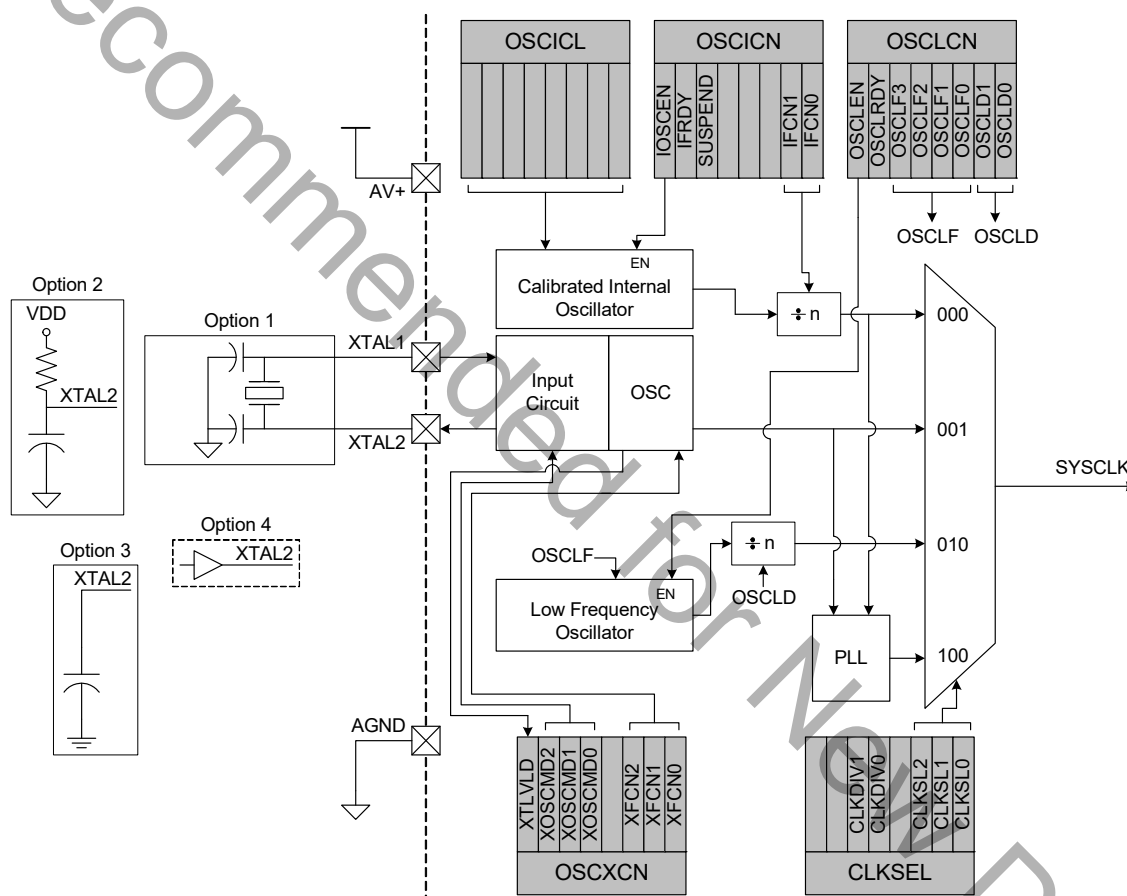 OSCICL
OSCICN
OSCLCN
IOSCEN
IFRDY
SUSPEND
IFCN1
IFCN0
OSCLEN
OSCLRDY
OSCLF3
OSCLF2
OSCLF1
OSCLF0
OSCLD1
OSCLD0
AV+
OSCLF
OSCLD
EN
Calibrated Internal
Oscillator
÷ n
000
Option 2
VDD
XTAL2
Option 1
XTAL1
XTAL2
Input
Circuit
OSC
001
SYSCLK
Option 4
XTAL2
Option 3
XTAL2
OSCLF
÷ n
010
OSCLD
EN
Low Frequency
Oscillator
PLL
100
AGND
XTLVLD
XOSCMD2
XOSCMD1
XOSCMD0
XFCN2
XFCN1
XFCN0
OSCXCN
CLKDIV1
CLKDIV0
CLKSL2
CLKSL1
CLKSL0
CLKSEL
ecommended for New D